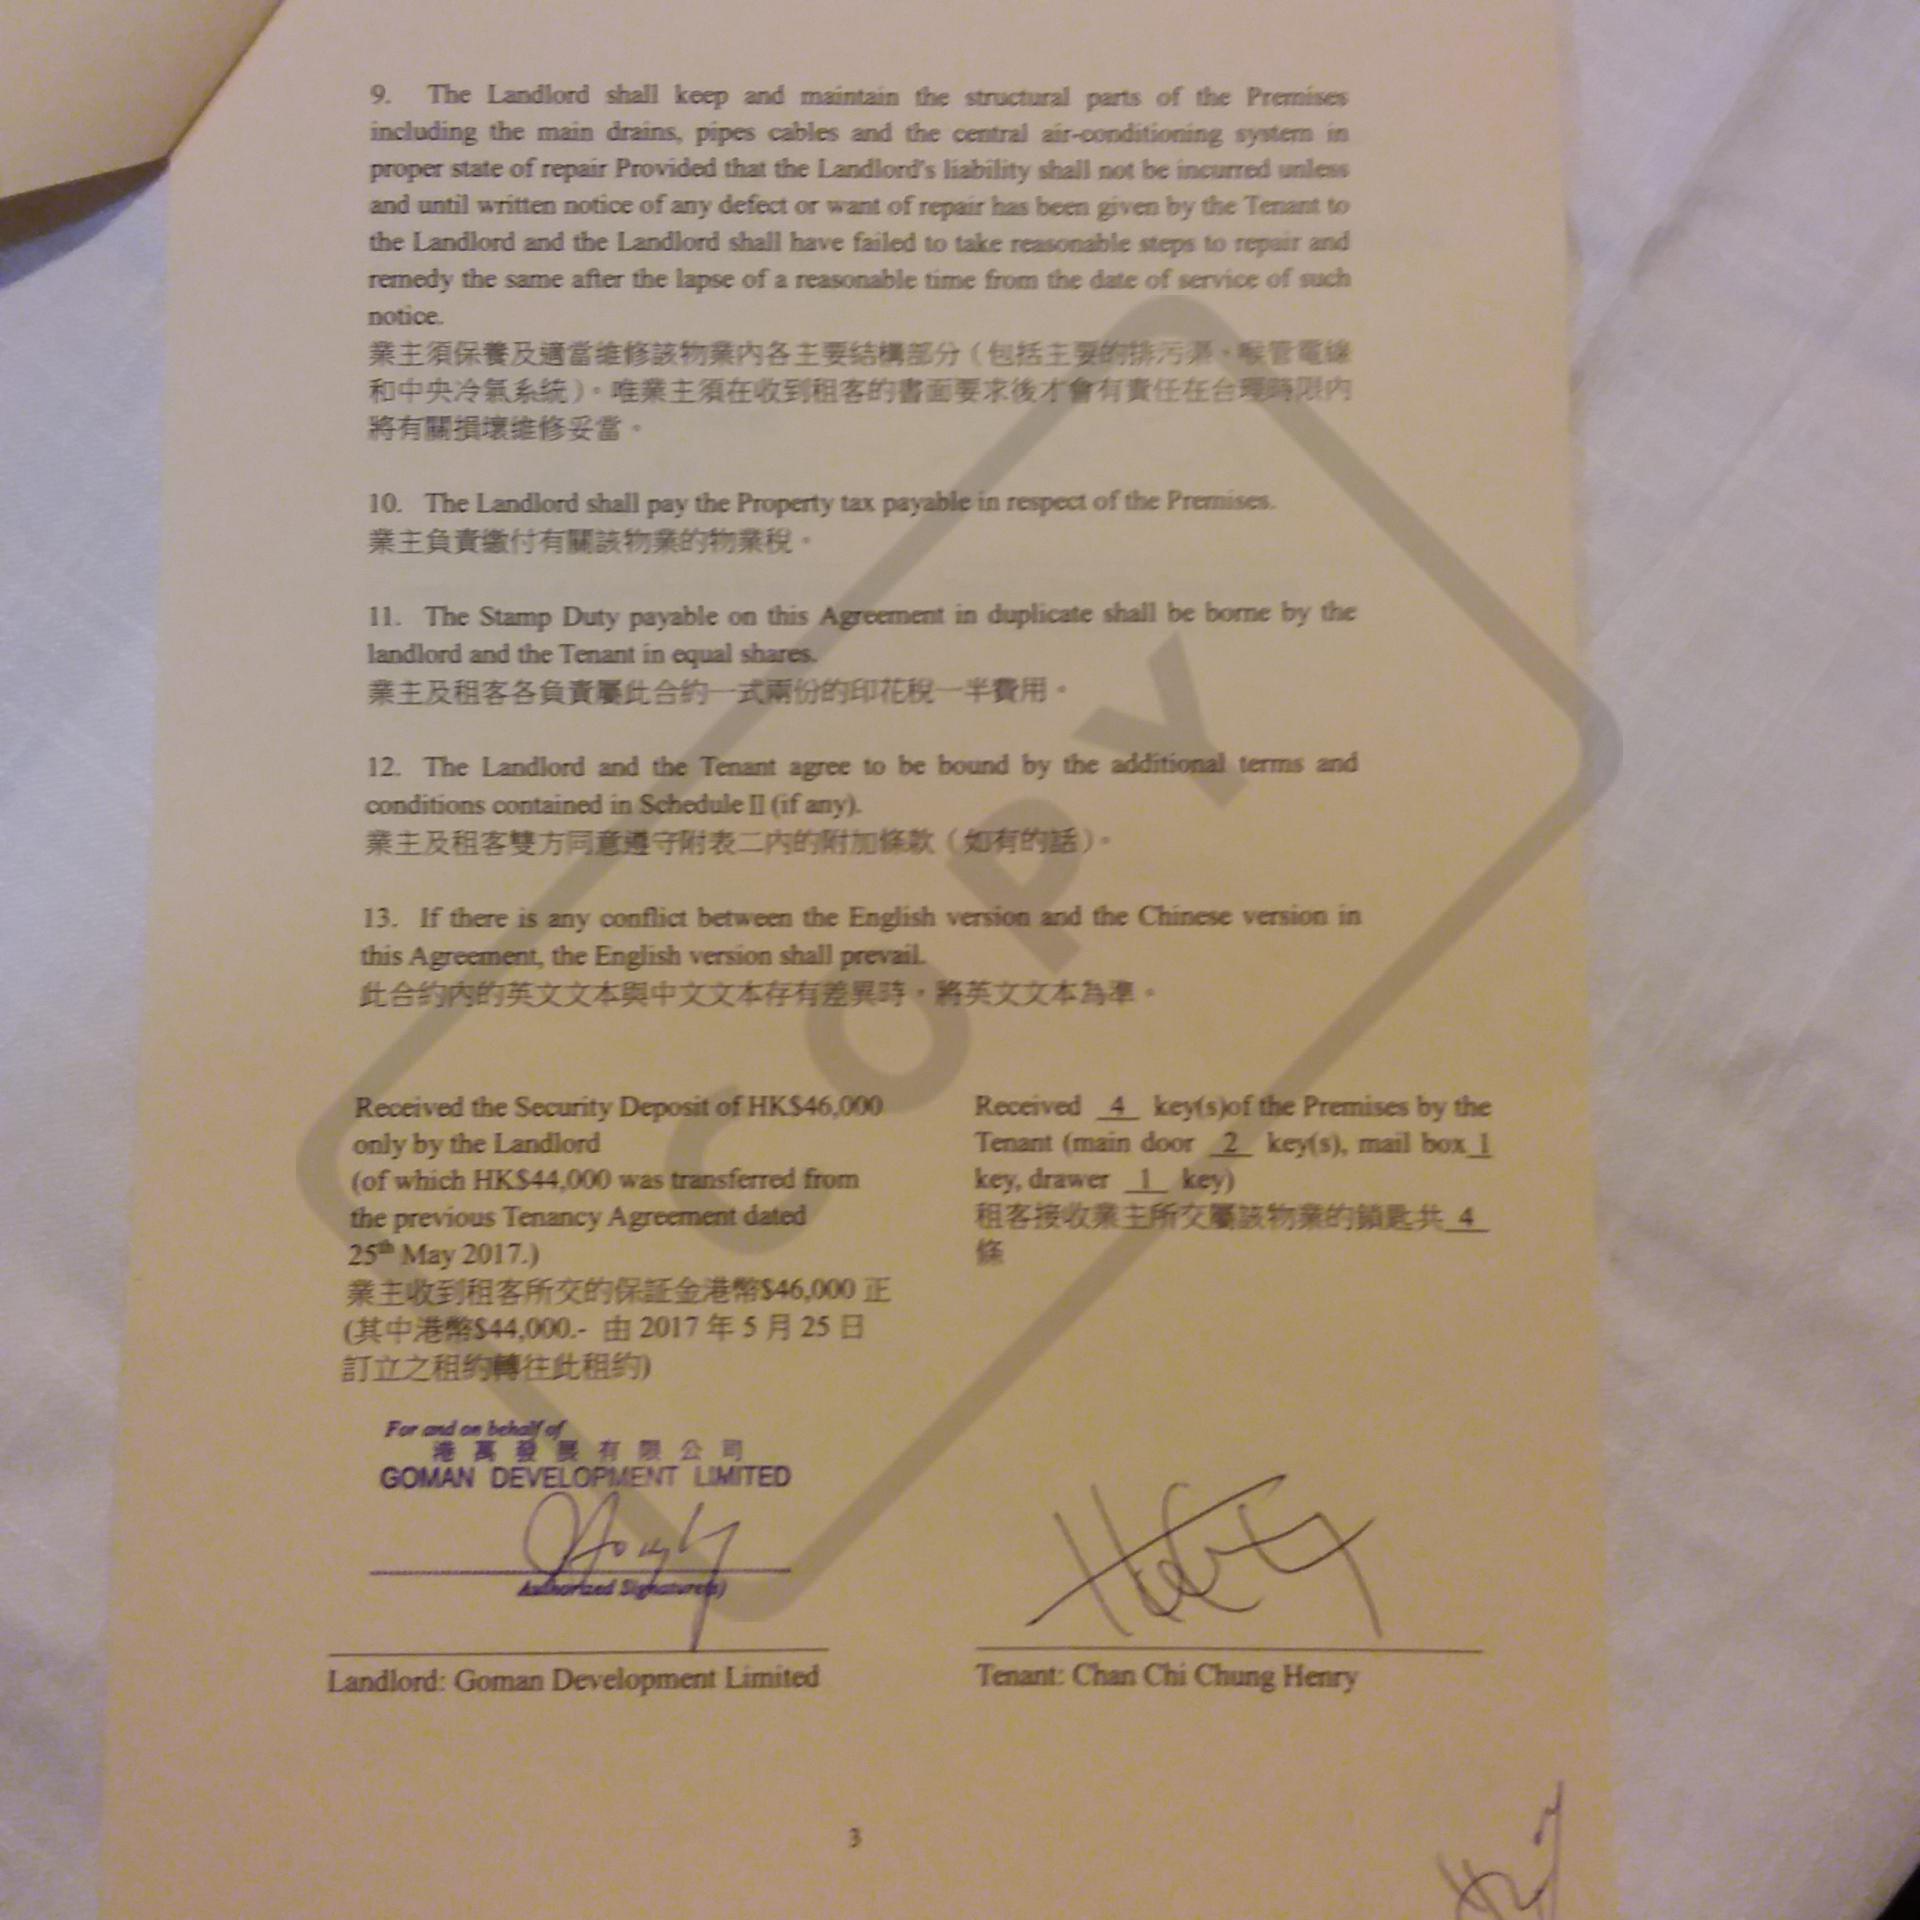 9. The Landlord shall keep and maintain the structural parts of the Premises
including the main drains, pipes cables and the central air-conditioning system in
proper state of repair Provided that the Landlord's liability shall not be incurred unless
and until written notice of any defect or want of repair has been given by the Tenant to
the Landlord and the Landlord shall have failed to take reasonable steps to repair and
remedy the same after the lapse of a reasonable time from the date of service of such
notice.
業主須保養及適當維修該物業內各主要結構部分（包括主要的排污渠、喉管電線
和中央冷氣系統）。唯業主須在收到租客的書面要求後才會有責任在合理時限內
將有關損壞維修妥當。
10. The Landlord shall pay the Property tax payable in respect of the Premises.
業主負責繳付有關該物業的物業稅。
11. The Stamp Duty payable on this Agreement in duplicate shall be borne by the
landlord and the Tenant in equal shares.
業主及租客各負責屬此合約一式兩份的印花稅一半費用。
12. The Landlord and the Tenant agree to be bound by the additional terms and
conditions contained in Schedule II (if any).
業主及租客雙方同意遵守附表二內的附加條款（如有的話）。
13. If there is any conflict between the English version and the Chinese version in
this Agreement, the English version shall prevail.
此合約內的英文文本與中文文本存有差異時，將英文文本為準。
COPY
Received the Security Deposit of HK$46,000
only by the Landlord
(of which HK$44,000 was transferred from
the previous Tenancy Agreement dated
25th May 2017.)
業主收到租客所交的保証金港幣$46,000 正
(其中港幣$44,000.- 由 2017 年 5 月 25 日
訂立之租約轉往此租約)
Received 4 key(s)of the Premises by the
Tenant (main door 2 key(s), mail box 1
key, drawer 1 key)
租客接收業主所交屬該物業的鎖匙共 4
條
For and on behalf of
港萬發展有限公司
GOMAN DEVELOPMENT LIMITED
Authorized Signature(s)
Landlord: Goman Development Limited
Tenant: Chan Chi Chung Henry
3